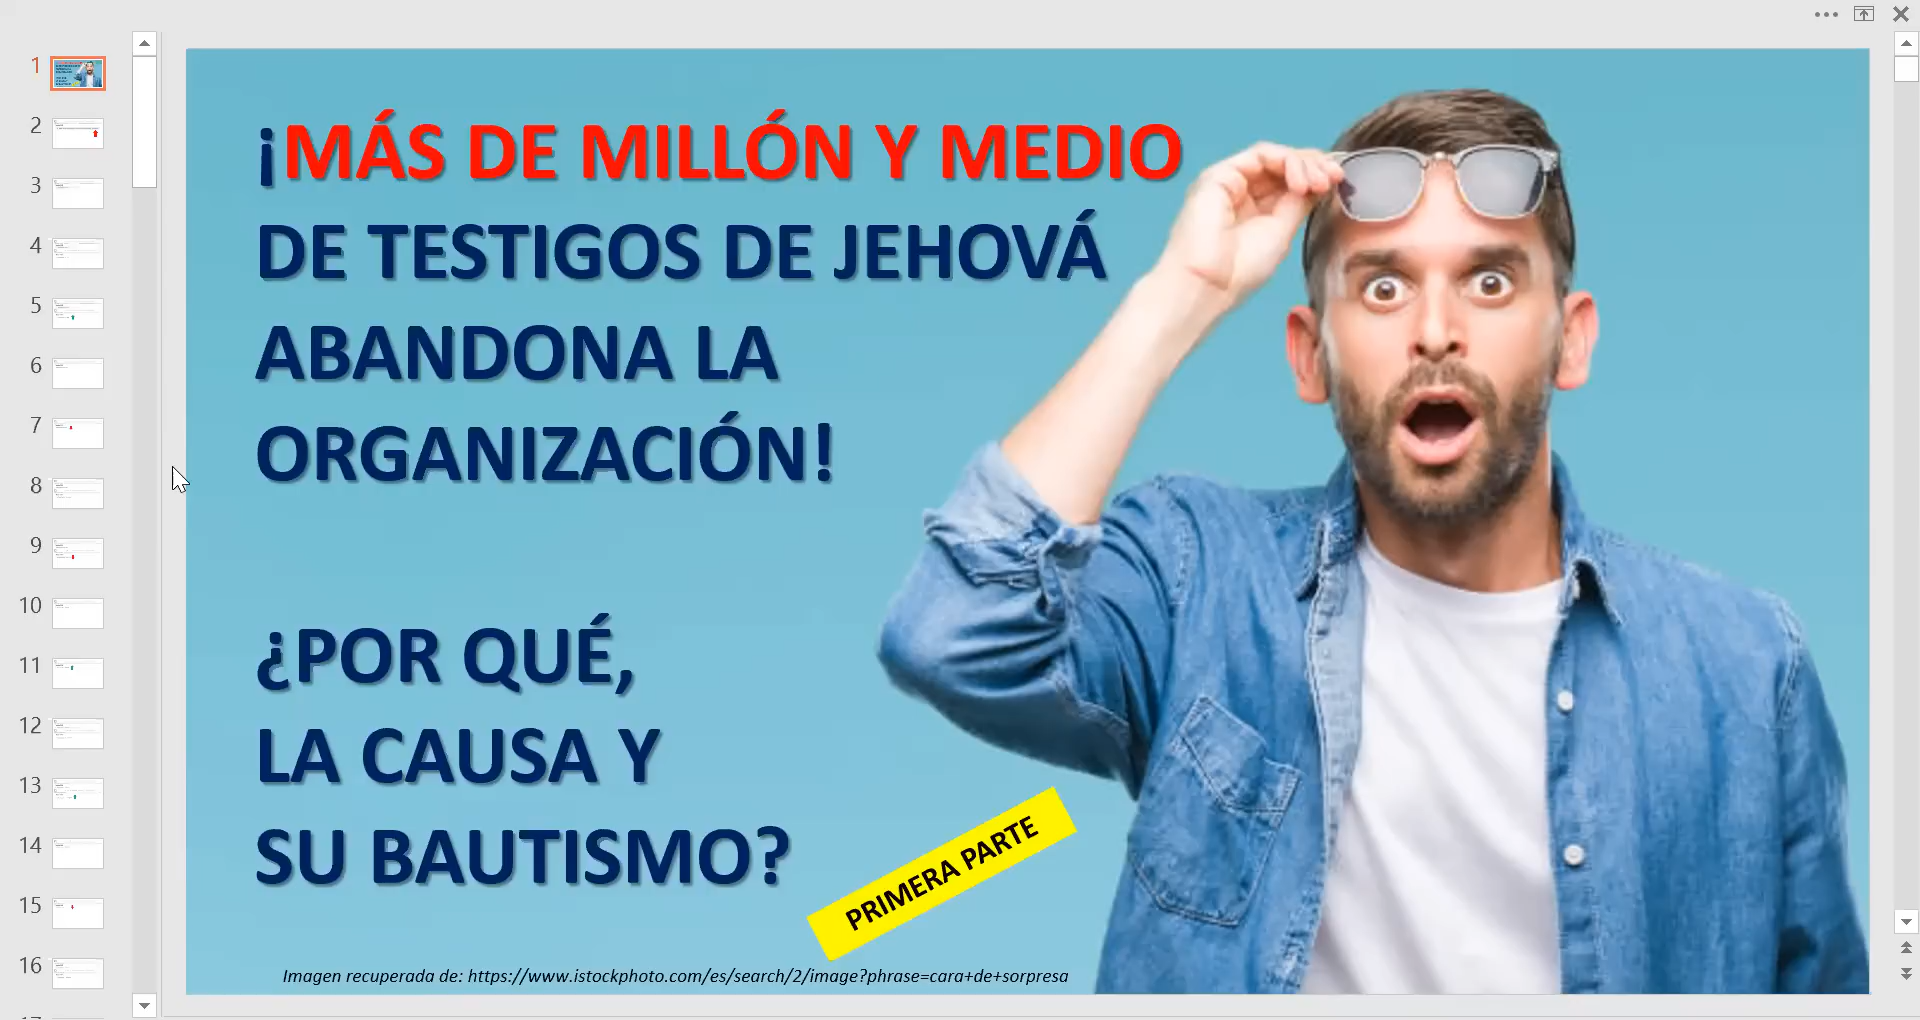 1
2
3
4
5
6
7
8
9
10
11
12
13
14
15
16
¡MÁS DE MILLÓN Y MEDIO
DE TESTIGOS DE JEHOVÁ
ABANDONA LA
ORGANIZACIÓN!
¿POR QUÉ,
LA CAUSA Y
SU BAUTISMO?
PRIMERA PARTE
Imagen recuperada de: https://www.istockphoto.com/es/search/2/image?phrase=cara+de+sorpresa